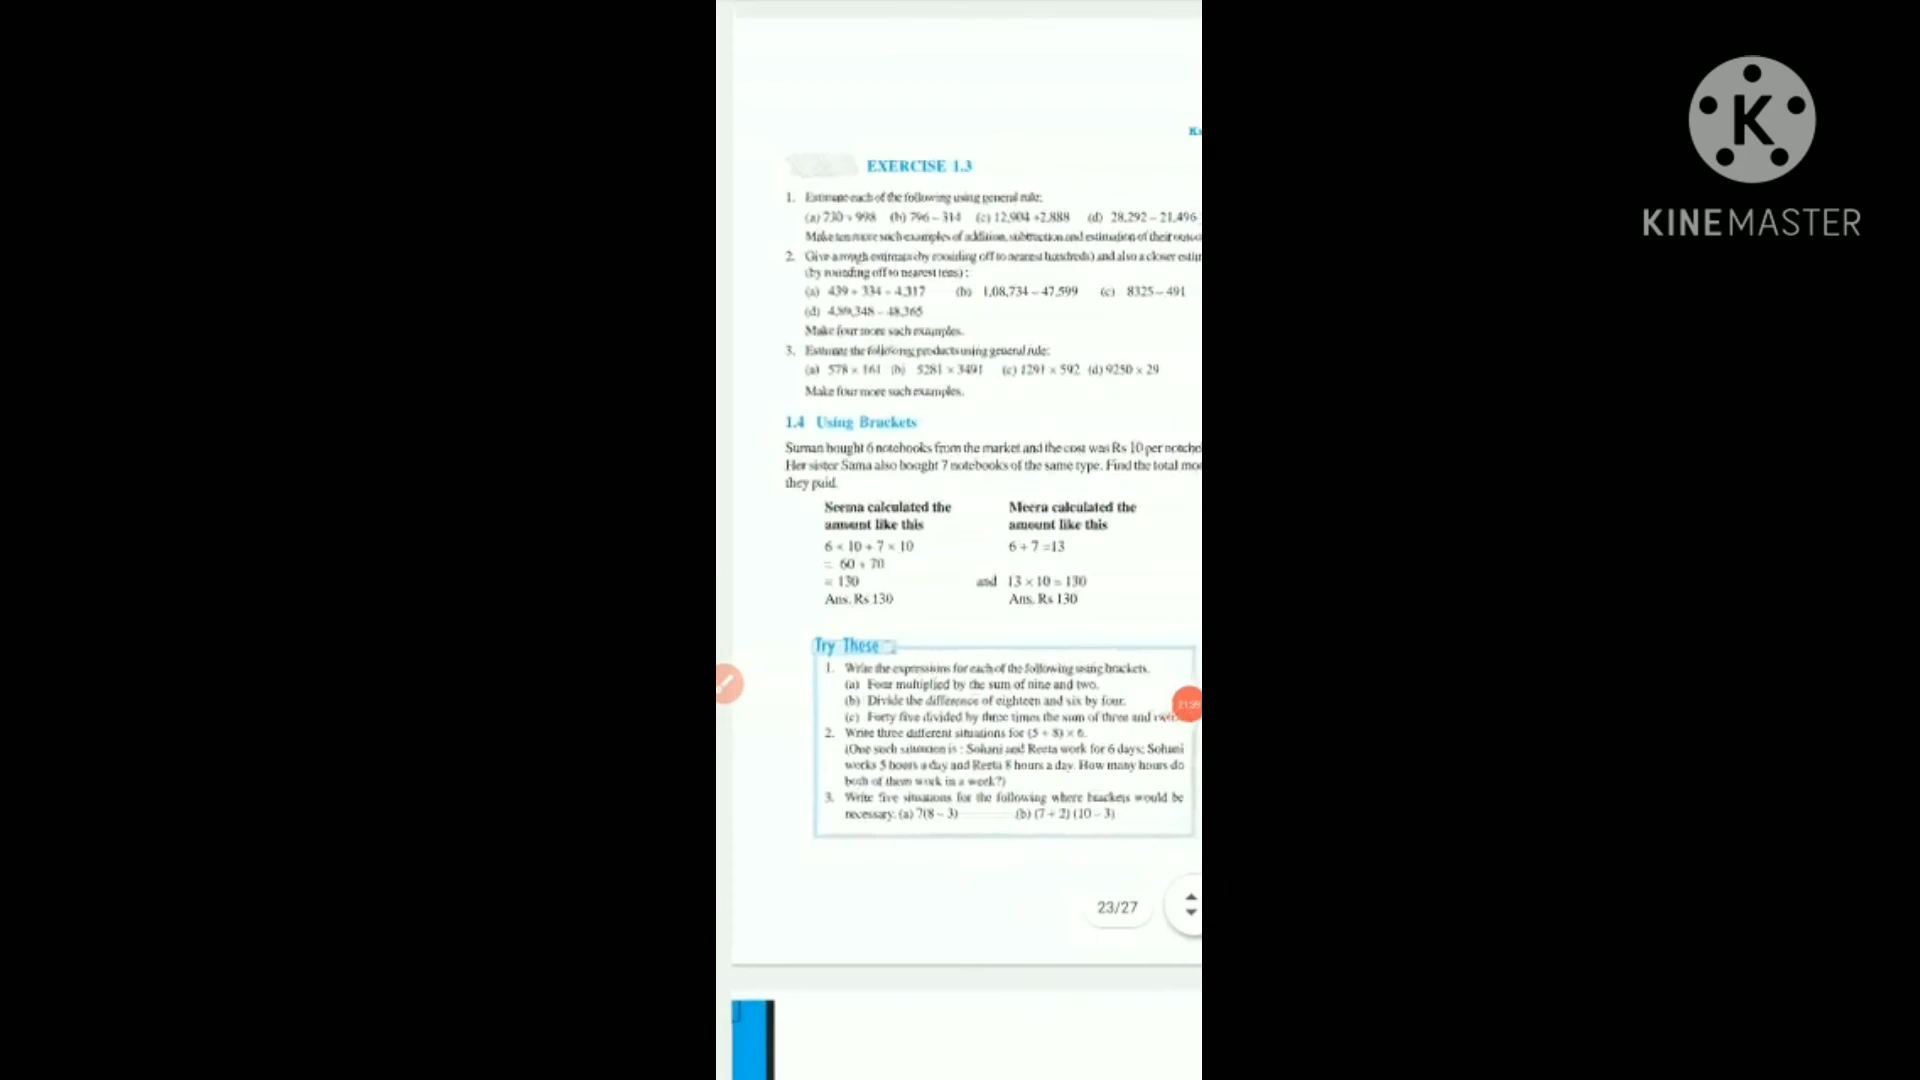 K
KINEMASTER
EXERCISE 1.3
1. Estimate each of the following using general rule:
(a) 730 + 998 (b) 796 – 314 (c) 12,904 +2,888 (d) 28,292 – 21,496
Make ten more such examples of addition, subtraction and estimation of their
2. Give a rough estimate (by rounding off to nearest hundreds) and also a closer
(by rounding off to nearest tens) :
(a) 439 + 334 + 4,317 (b) 1,08,734 – 47,599 (c) 8325 – 491
(d) 4,89,348 – 48,365
Make four more such examples.
3. Estimate the following products using general rule:
(a) 578 × 161 (b) 5281 × 3491 (c) 1291 × 592 (d) 9250 × 29
Make four more such examples.
1.4 Using Brackets
Suman bought 6 notebooks from the market and the cost was Rs 10 per
Her sister Sama also bought 7 notebooks of the same type. Find the total
they paid.
Seema calculated the Meera calculated the
amount like this amount like this
6 × 10 + 7 × 10 6 + 7 =13
= 60 + 70
= 130 and 13 × 10 = 130
Ans. Rs 130 Ans. Rs 130
Try These
1. Write the expressions for each of the following using brackets.
(a) Four multiplied by the sum of nine and two.
(b) Divide the difference of eighteen and six by four.
(c) Forty five divided by three times the sum of three and
2. Write three different situations for (5 + 8) × 6.
(One such situation is : Sohani and Reeta work for 6 days; Sohani
works 5 hours a day and Reeta 8 hours a day. How many hours do
both of them work in a week?)
3. Write five situations for the following where brackets would be
necessary. (a) 7(8 – 3) (b) (7 + 2) (10 – 3)
23/27